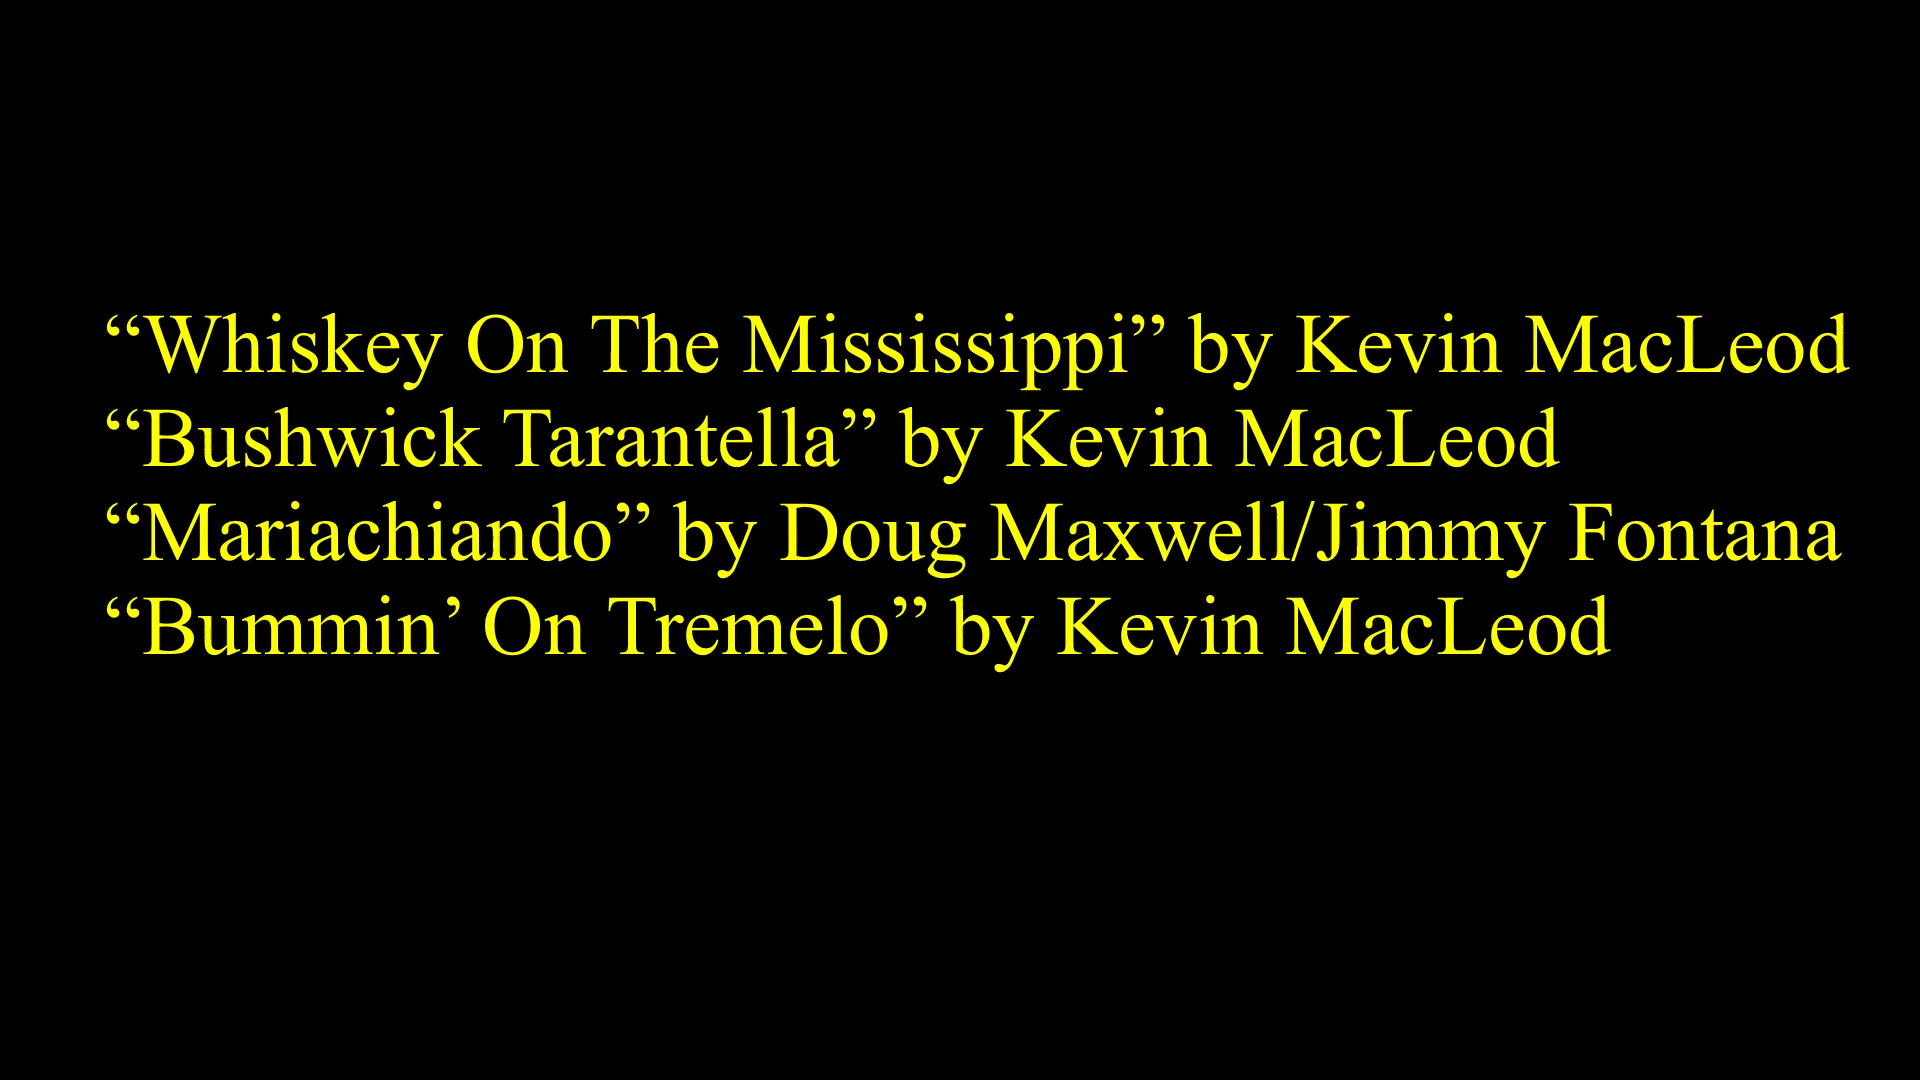 “Whiskey On The Mississippi” by Kevin MacLeod
“Bushwick Tarantella” by Kevin MacLeod
“Mariachiando” by Doug Maxwell/Jimmy Fontana
“Bummin’ On Tremelo” by Kevin MacLeod